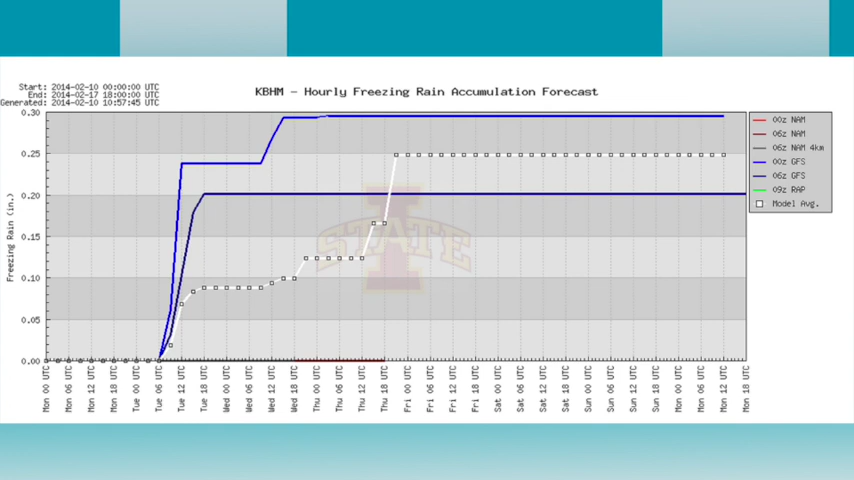 Start: 2014-02-10 00:00:00 UTC
End: 2014-02-17 18:00:00 UTC
Generated: 2014-02-10 10:57:45 UTC
KBHM - Hourly Freezing Rain Accumulation Forecast
0.30
0.25
0.20
0.15
0.10
0.05
0.00
Freezing Rain (in.)
00z NAM
06z NAM
06z NAM 4km
00z GFS
06z GFS
09z RAP
Model Avg.
I
STATE
Mon 00 UTC
Mon 06 UTC
Mon 12 UTC
Mon 18 UTC
Tue 00 UTC
Tue 06 UTC
Tue 12 UTC
Tue 18 UTC
Wed 00 UTC
Wed 06 UTC
Wed 12 UTC
Wed 18 UTC
Thu 00 UTC
Thu 06 UTC
Thu 12 UTC
Thu 18 UTC
Fri 00 UTC
Fri 06 UTC
Fri 12 UTC
Fri 18 UTC
Sat 00 UTC
Sat 06 UTC
Sat 12 UTC
Sat 18 UTC
Sun 00 UTC
Sun 06 UTC
Sun 12 UTC
Sun 18 UTC
Mon 00 UTC
Mon 06 UTC
Mon 12 UTC
Mon 18 UTC